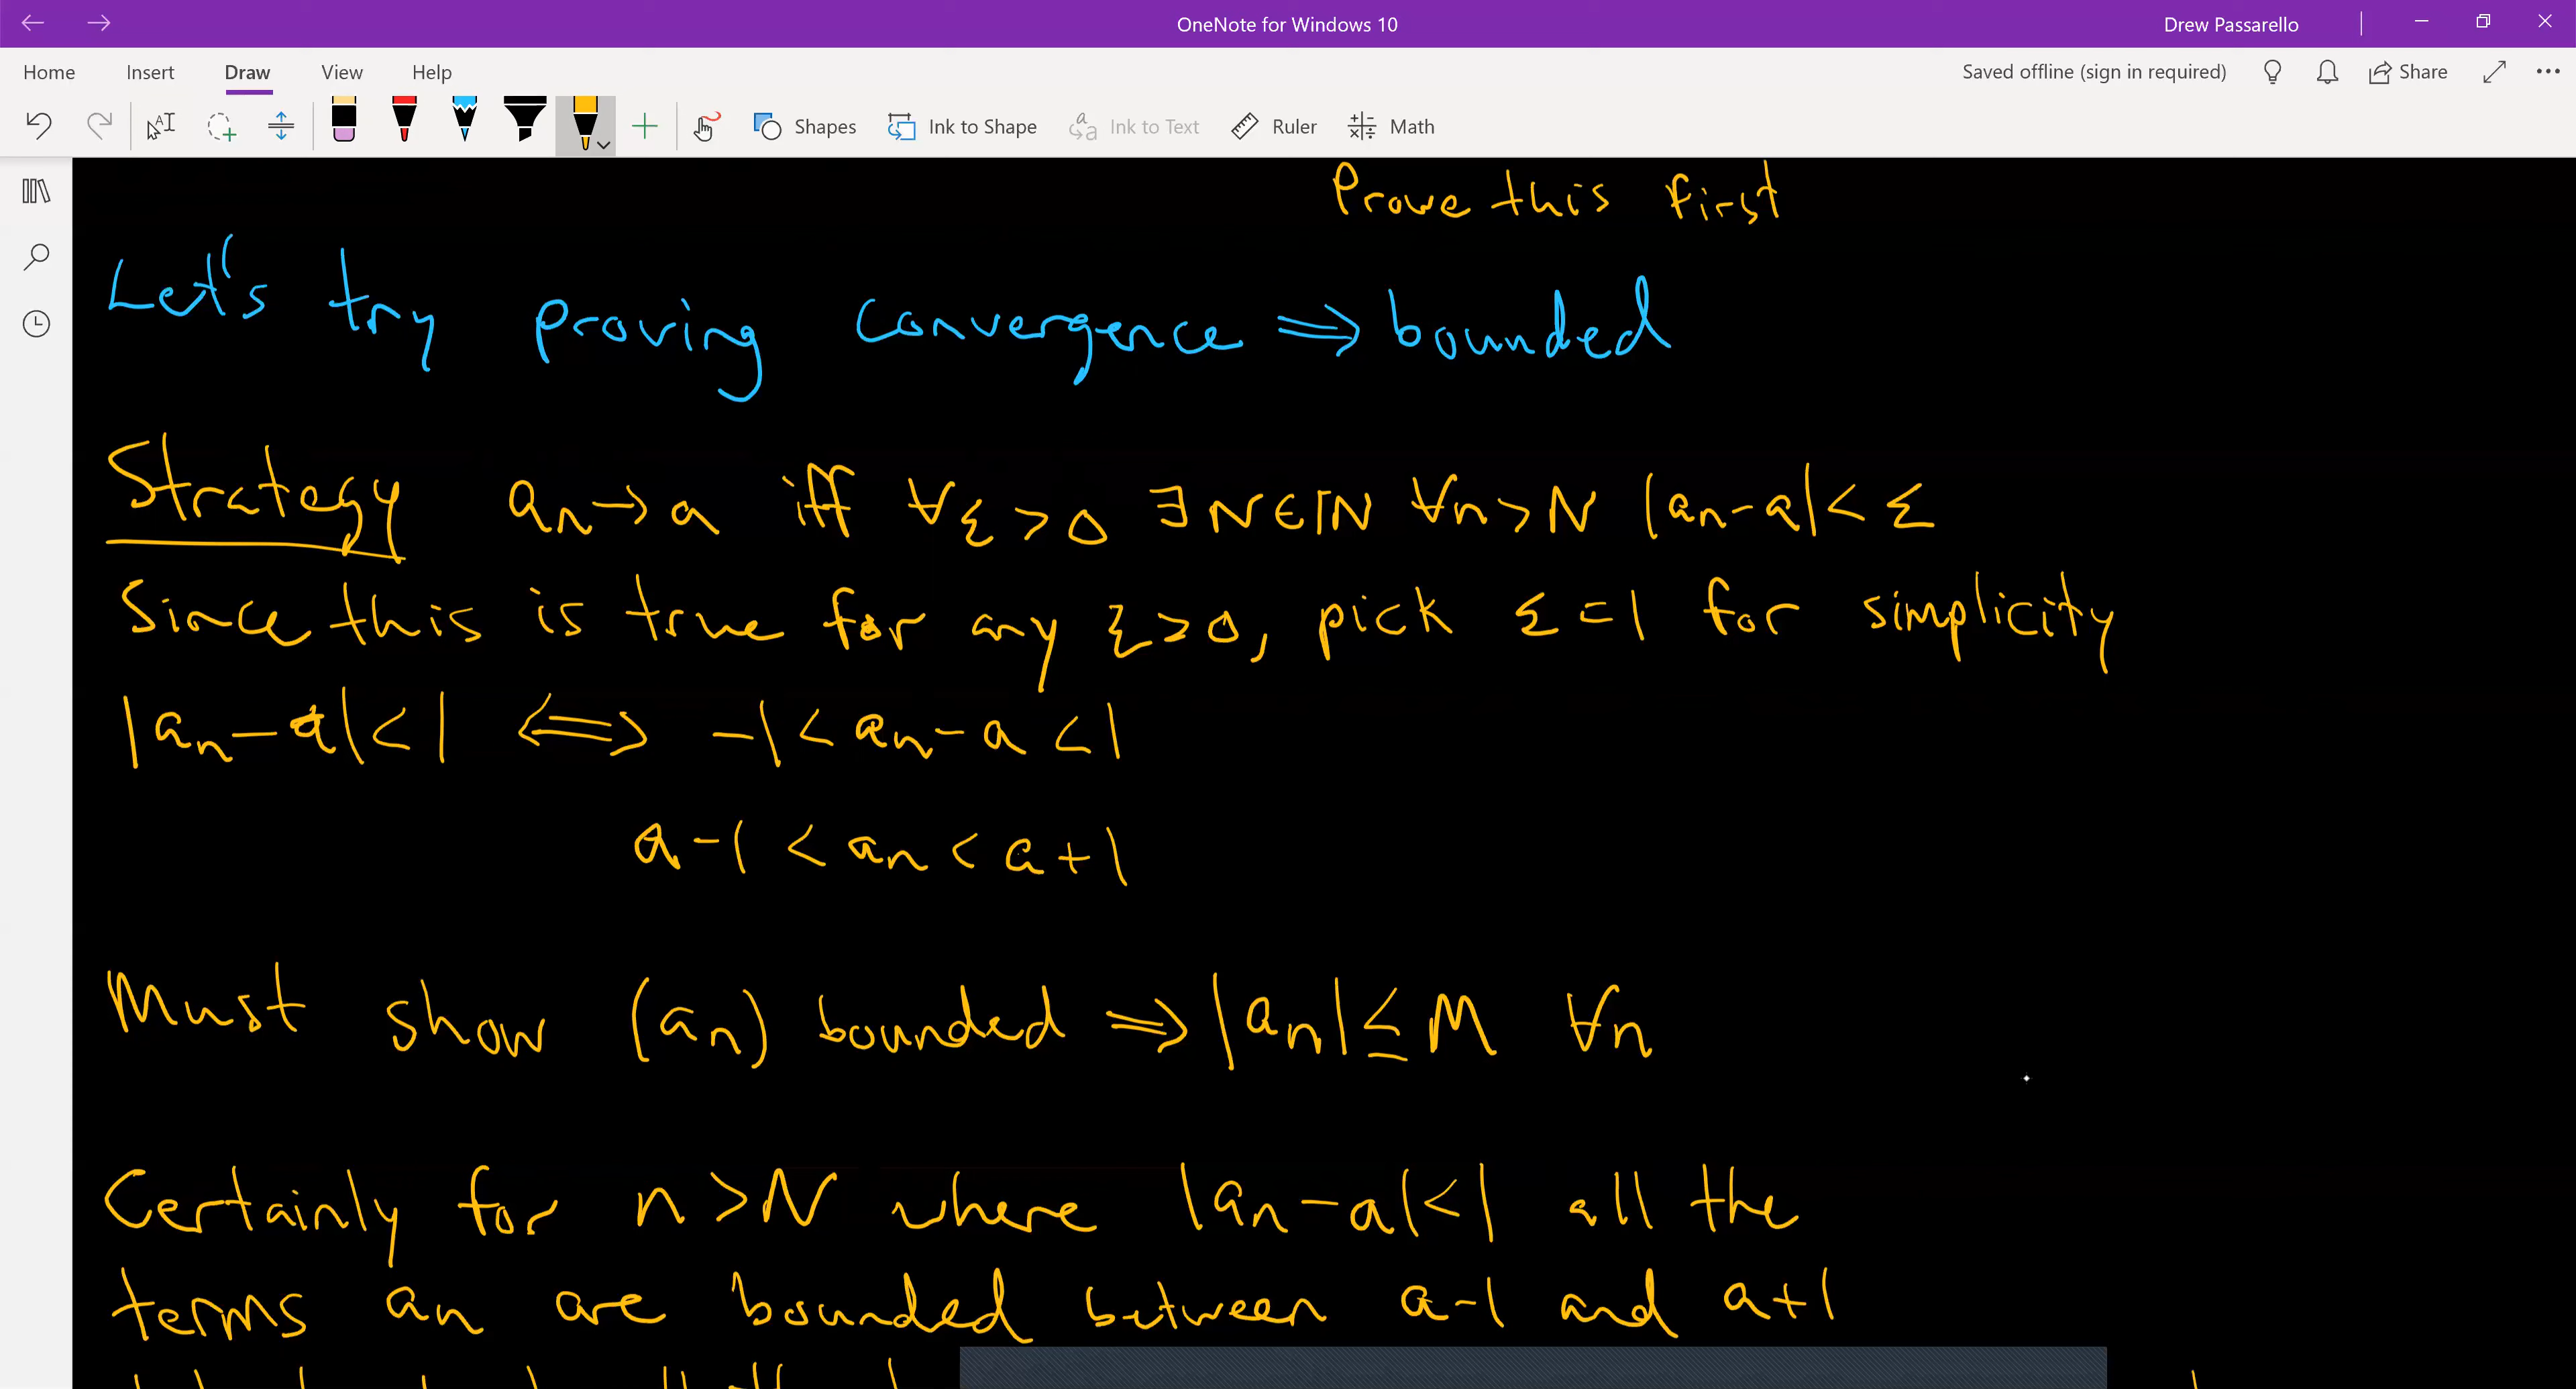 OneNote for Windows 10
Drew Passarello
Home Insert Draw View Help
Saved offline (sign in required) Share
Shapes Ink to Shape Ink to Text Ruler Math
Prove this first
Let's try proving convergence ⟹ bounded
Strategy aₙ → a iff ∀ε > 0 ∃N∈ℕ ∀n > N |aₙ - a| < ε
Since this is true for any ε > 0, pick ε = 1 for simplicity
|aₙ - a| < 1 ⟺ -1 < aₙ - a < 1
a - 1 < aₙ < a + 1
Must show (aₙ) bounded ⟹ |aₙ| ≤ M ∀n
Certainly for n > N where |aₙ - a| < 1 all the
terms aₙ are bounded between a-1 and a+1